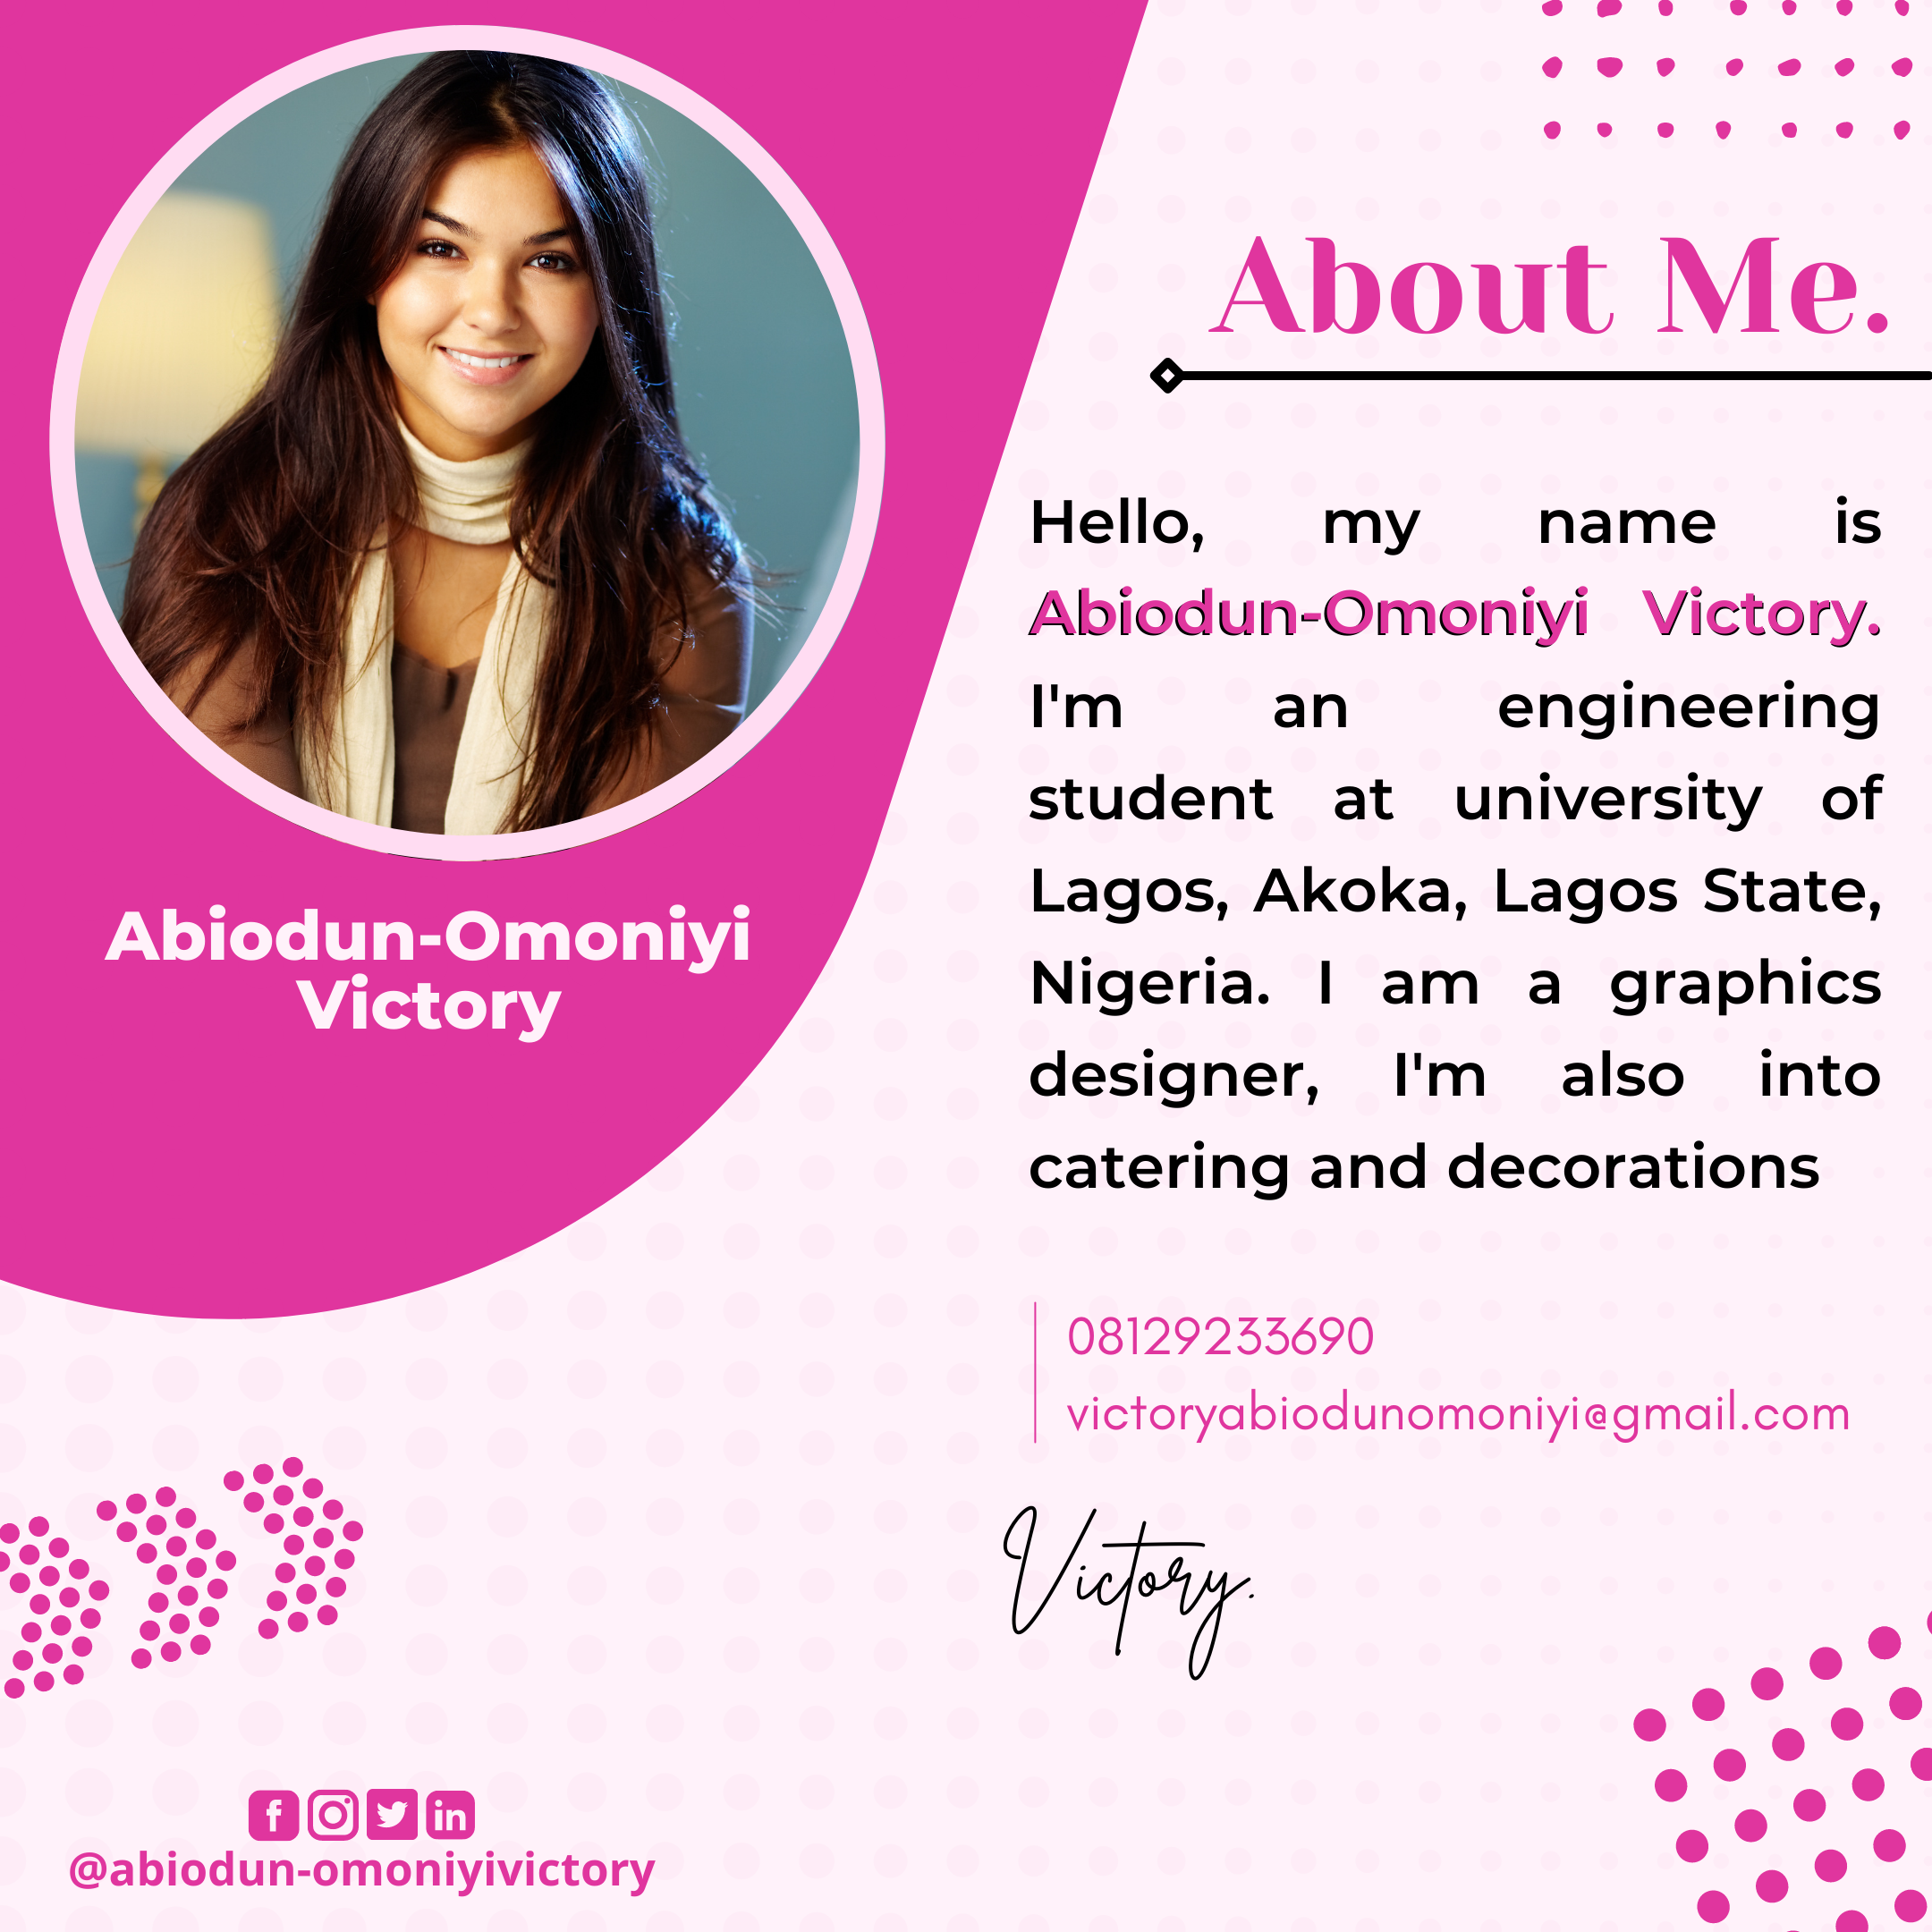 About Me.
Hello, my name is
Abiodun-Omoniyi Victory.
I'm an engineering
student at university of
Lagos, Akoka, Lagos State,
Nigeria. I am a graphics
designer, I'm also into
catering and decorations
Abiodun-Omoniyi
Victory
08129233690
victoryabiodunomoniyi@gmail.com
Victory.
@abiodun-omoniyivictory